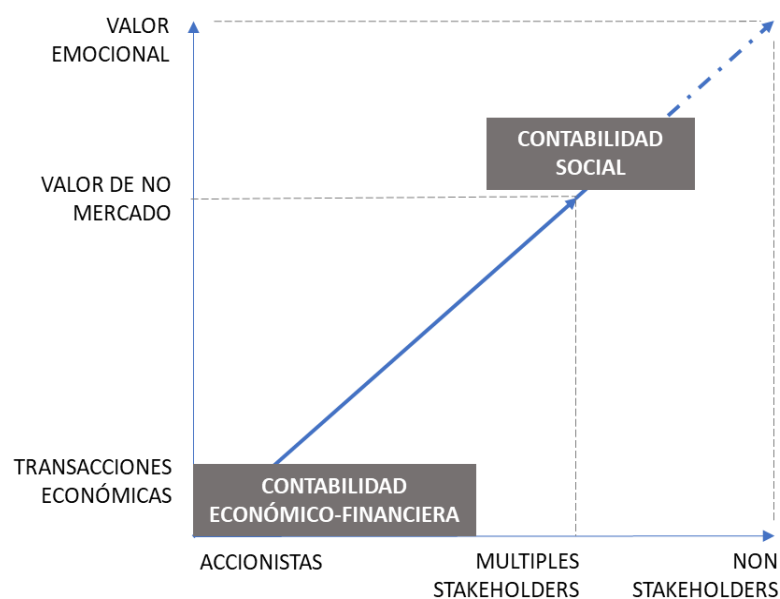 VALOR
EMOCIONAL
CONTABILIDAD
SOCIAL
VALOR DE NO
MERCADO
TRANSACCIONES
ECONÓMICAS
CONTABILIDAD
ECONÓMICO-FINANCIERA
ACCIONISTAS
MULTIPLES
STAKEHOLDERS
NON
STAKEHOLDERS